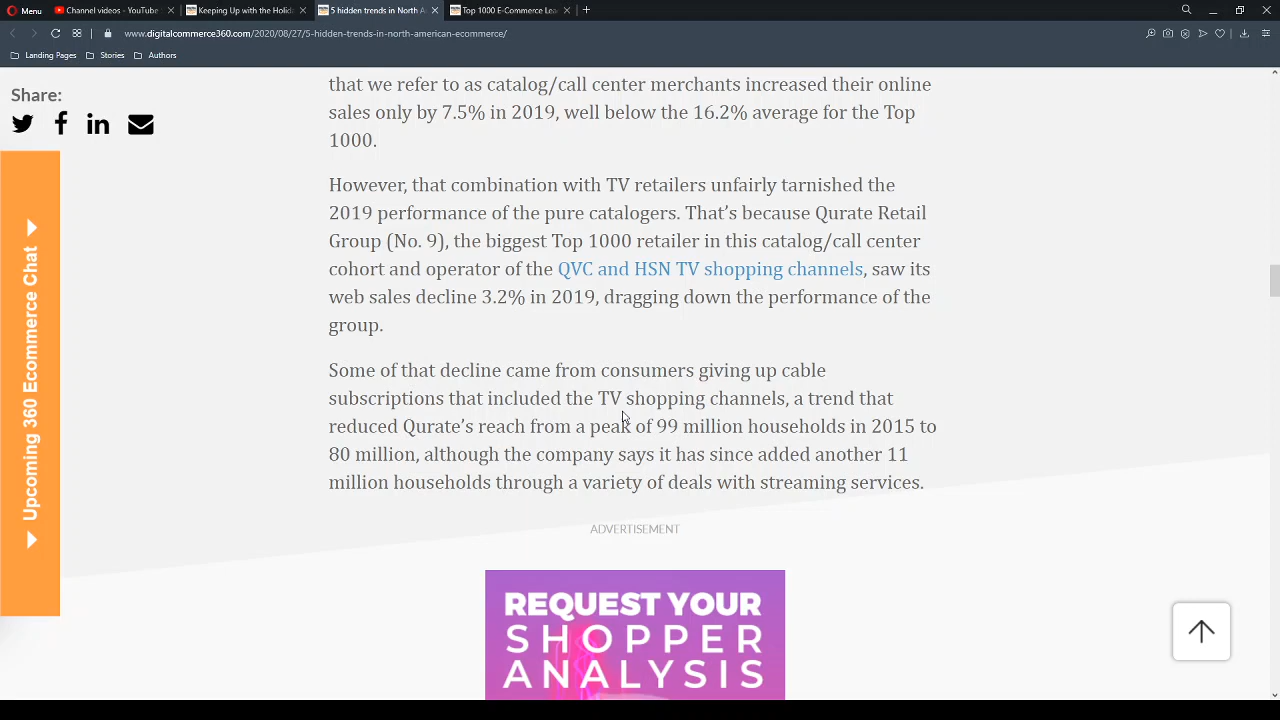 Menu
Channel videos - YouTube
Keeping Up with the Holid
5 hidden trends in North A
Top 1000 E-Commerce Lea
www.digitalcommerce360.com/2020/08/27/5-hidden-trends-in-north-american-ecommerce/
Landing Pages
Stories
Authors
Share:
Upcoming 360 Ecommerce Chat
that we refer to as catalog/call center merchants increased their online
sales only by 7.5% in 2019, well below the 16.2% average for the Top
1000.
However, that combination with TV retailers unfairly tarnished the
2019 performance of the pure catalogers. That’s because Qurate Retail
Group (No. 9), the biggest Top 1000 retailer in this catalog/call center
cohort and operator of the QVC and HSN TV shopping channels, saw its
web sales decline 3.2% in 2019, dragging down the performance of the
group.
Some of that decline came from consumers giving up cable
subscriptions that included the TV shopping channels, a trend that
reduced Qurate’s reach from a peak of 99 million households in 2015 to
80 million, although the company says it has since added another 11
million households through a variety of deals with streaming services.
ADVERTISEMENT
REQUEST YOUR
SHOPPER
ANALYSIS